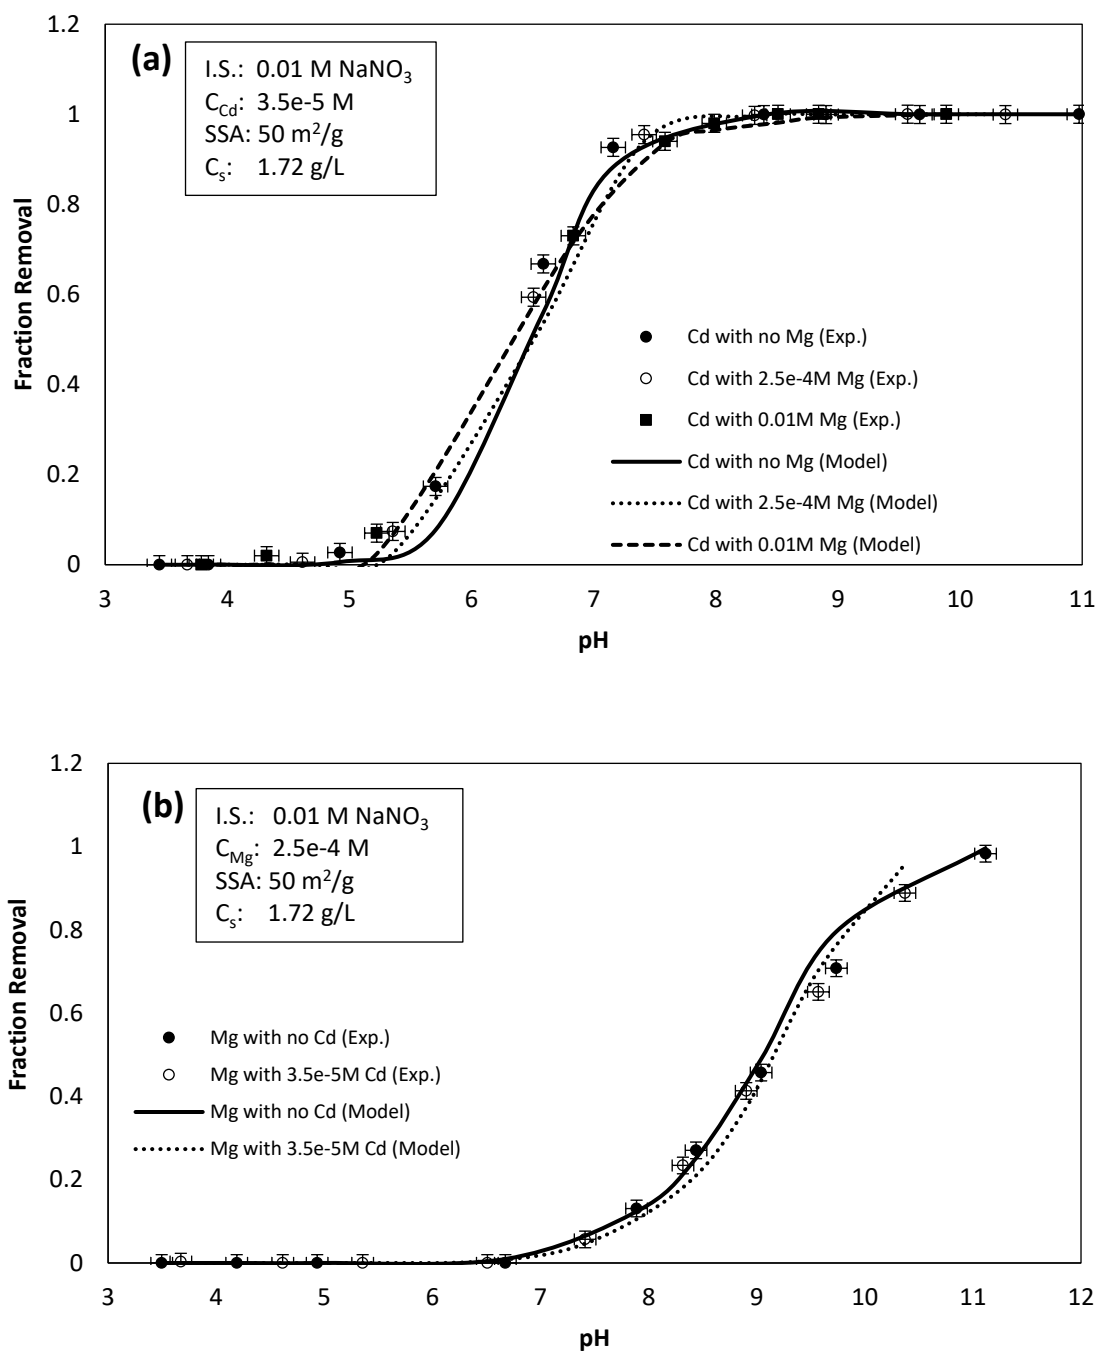 1.2
(a)
I.S.: 0.01 M NaNO3
CCd: 3.5e-5 M
SSA: 50 m2/g
Cs: 1.72 g/L
1
0.8
0.6
0.4
0.2
0
Fraction Removal
Cd with no Mg (Exp.)
Cd with 2.5e-4M Mg (Exp.)
Cd with 0.01M Mg (Exp.)
Cd with no Mg (Model)
Cd with 2.5e-4M Mg (Model)
Cd with 0.01M Mg (Model)
3 4 5 6 7 8 9 10 11
pH
1.2
(b)
I.S.: 0.01 M NaNO3
CMg: 2.5e-4 M
SSA: 50 m2/g
Cs: 1.72 g/L
1
0.8
0.6
0.4
0.2
0
Fraction Removal
Mg with no Cd (Exp.)
Mg with 3.5e-5M Cd (Exp.)
Mg with no Cd (Model)
Mg with 3.5e-5M Cd (Model)
3 4 5 6 7 8 9 10 11 12
pH